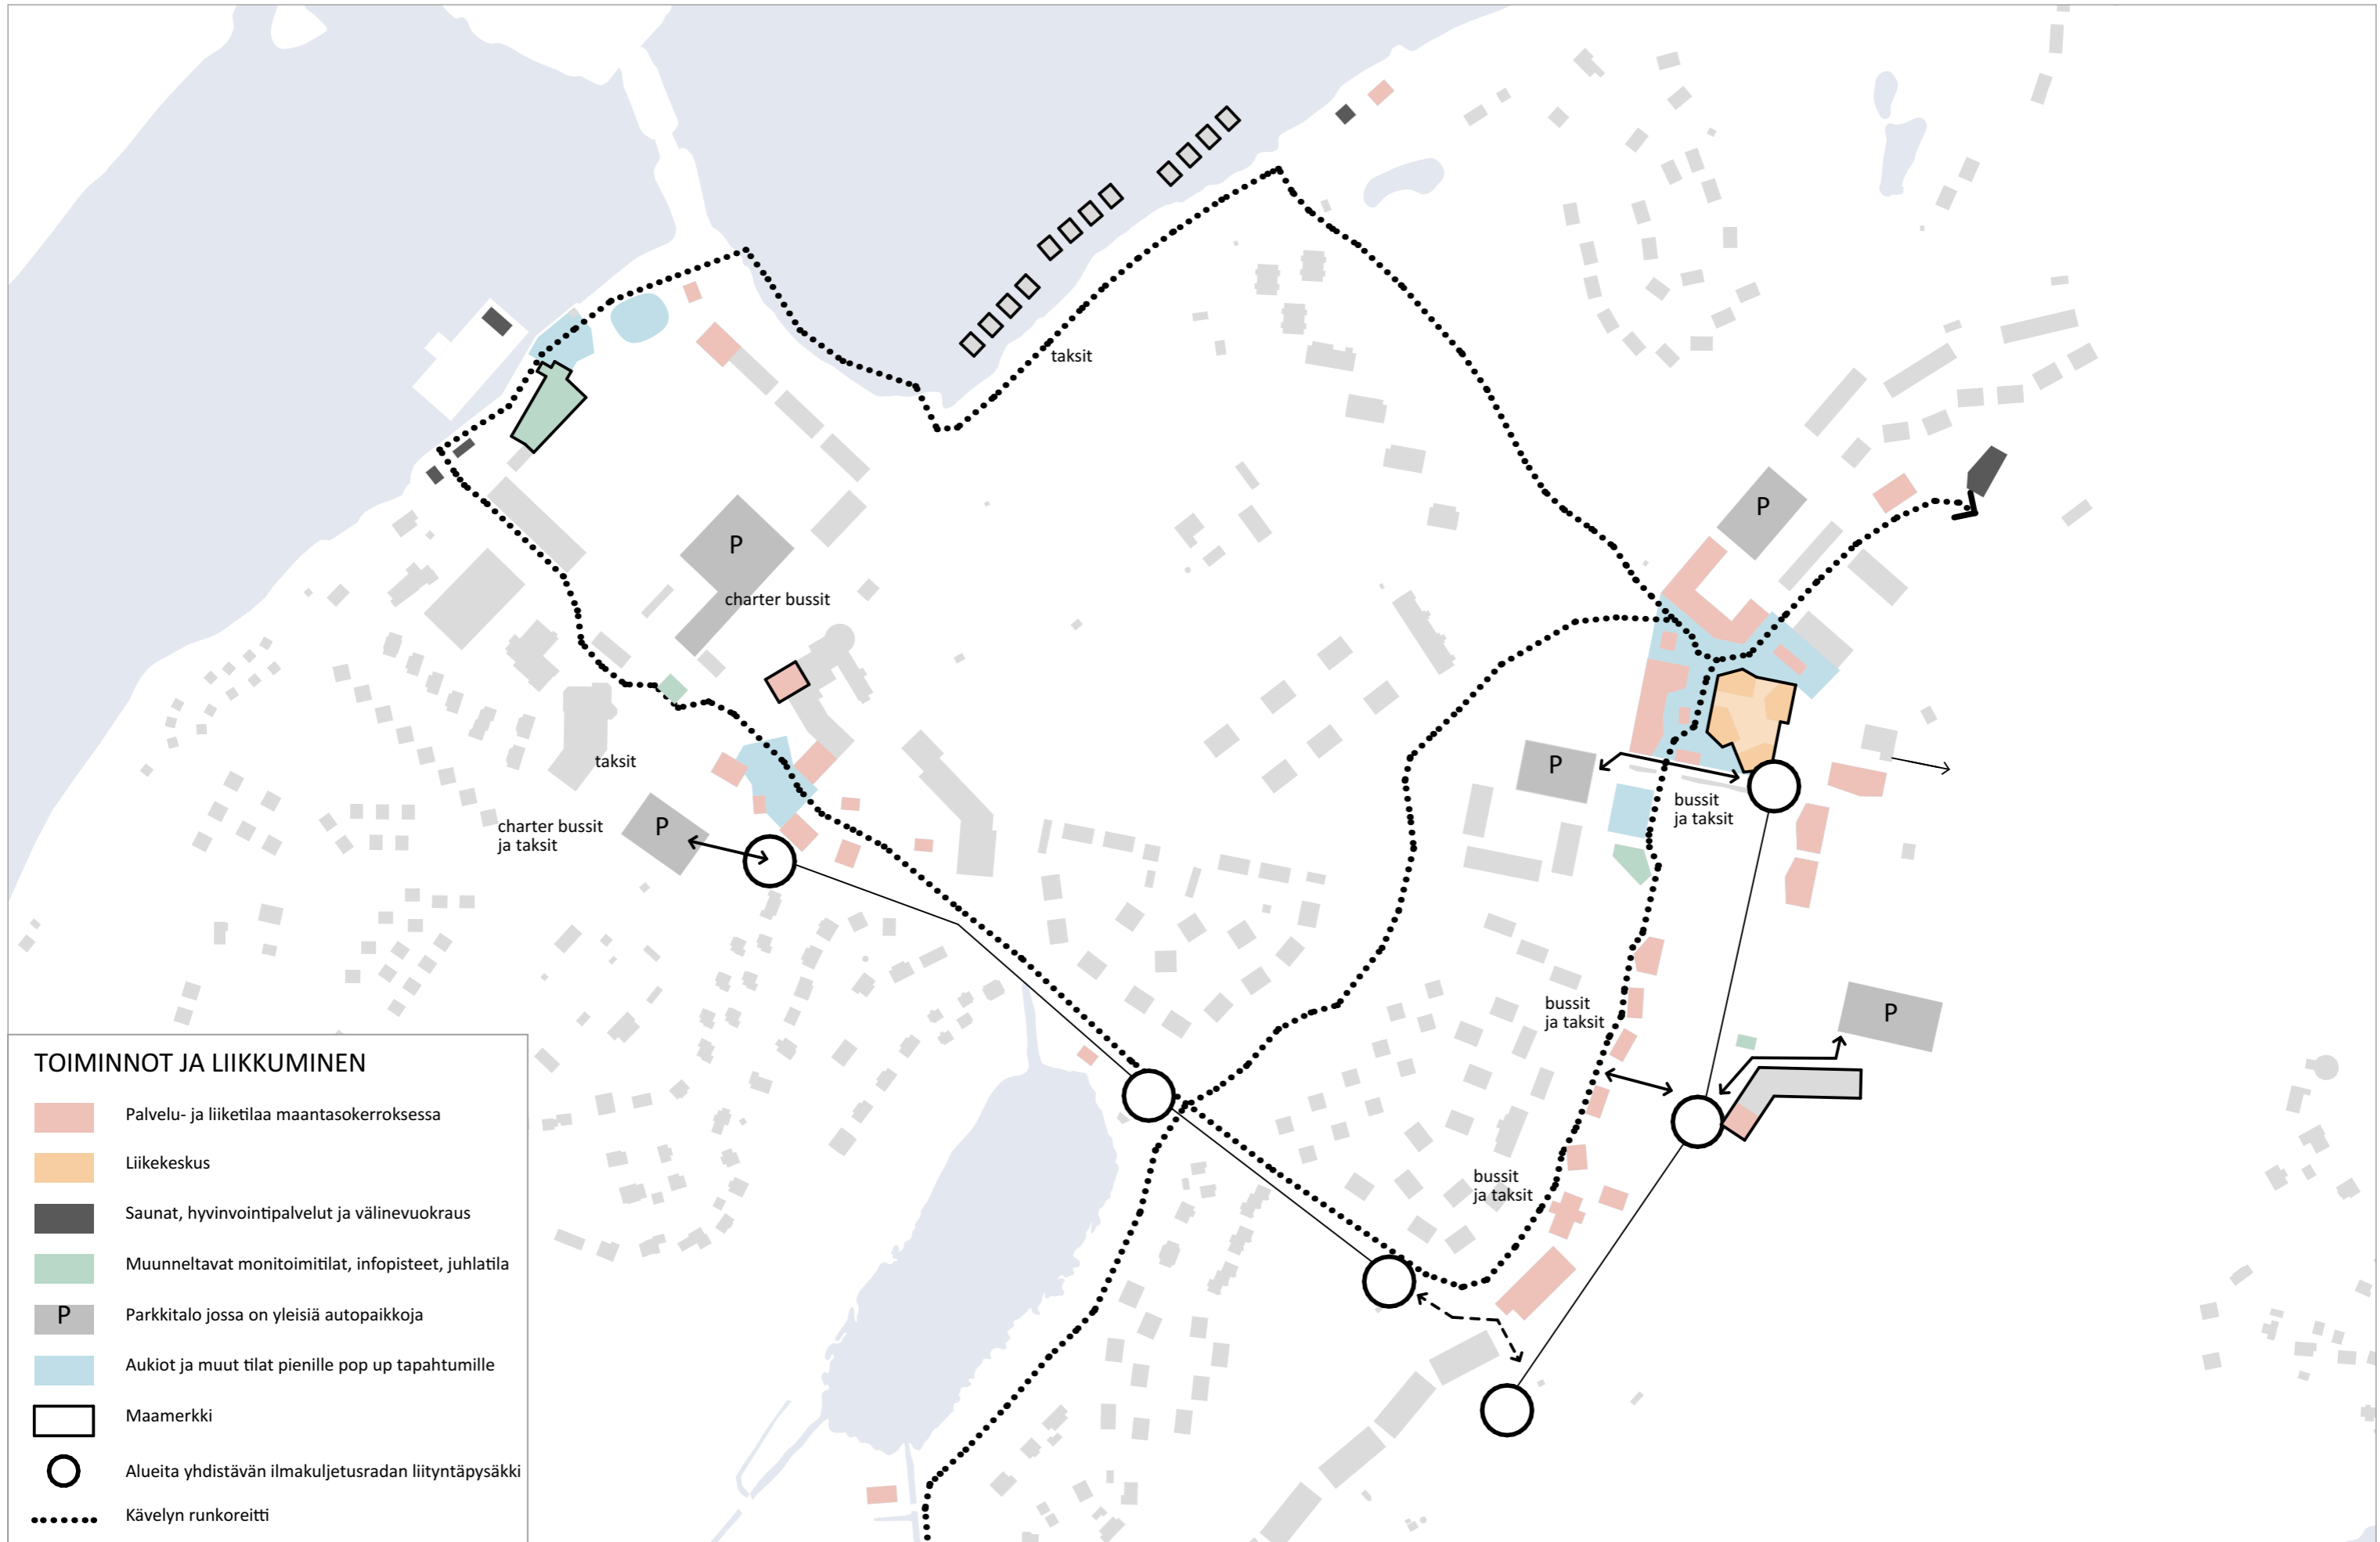 taksit
P
P
charter bussit
taksit
P
charter bussit
ja taksit
P
bussit
ja taksit
P
bussit
ja taksit
bussit
ja taksit
TOIMINNOT JA LIIKKUMINEN
Palvelu- ja liiketilaa maantasokerroksessa
Liikekeskus
Saunat, hyvinvointipalvelut ja välinevuokraus
Muunneltavat monitoimitilat, infopisteet, juhlatila
P Parkkitalo jossa on yleisiä autopaikkoja
Aukiot ja muut tilat pienille pop up tapahtumille
Maamerkki
Alueita yhdistävän ilmakuljetusradan liityntäpysäkki
Kävelyn runkoreitti